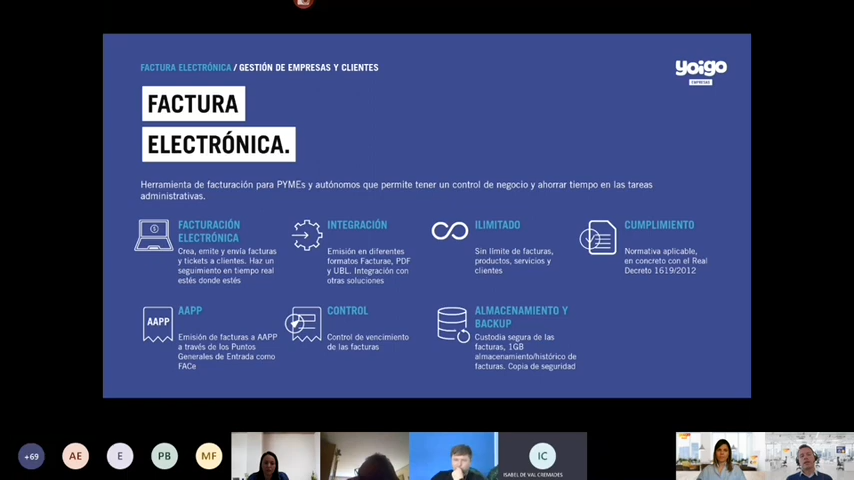 FACTURA ELECTRÓNICA / GESTIÓN DE EMPRESAS Y CLIENTES
yoigo
EMPRESAS
FACTURA
ELECTRÓNICA.
Herramienta de facturación para PYMEs y autónomos que permite tener un control de negocio y ahorrar tiempo en las tareas
administrativas.
FACTURACIÓN
ELECTRÓNICA
Crea, emite y envía facturas
y tickets a clientes. Haz un
seguimiento en tiempo real
estés donde estés
INTEGRACIÓN
Emisión en diferentes
formatos Facturae, PDF
y UBL. Integración con
otras soluciones
ILIMITADO
Sin límite de facturas,
productos, servicios y
clientes
CUMPLIMIENTO
Normativa aplicable,
en concreto con el Real
Decreto 1619/2012
AAPP
AAPP
Emisión de facturas a AAPP
a través de los Puntos
Generales de Entrada como
FACe
CONTROL
Control de vencimiento
de las facturas
ALMACENAMIENTO Y
BACKUP
Custodia segura de las
facturas, 1GB
almacenamiento/histórico de
facturas. Copia de seguridad
+69
AE
E
PB
MF
IC
ISABEL DE VAL CREMADES